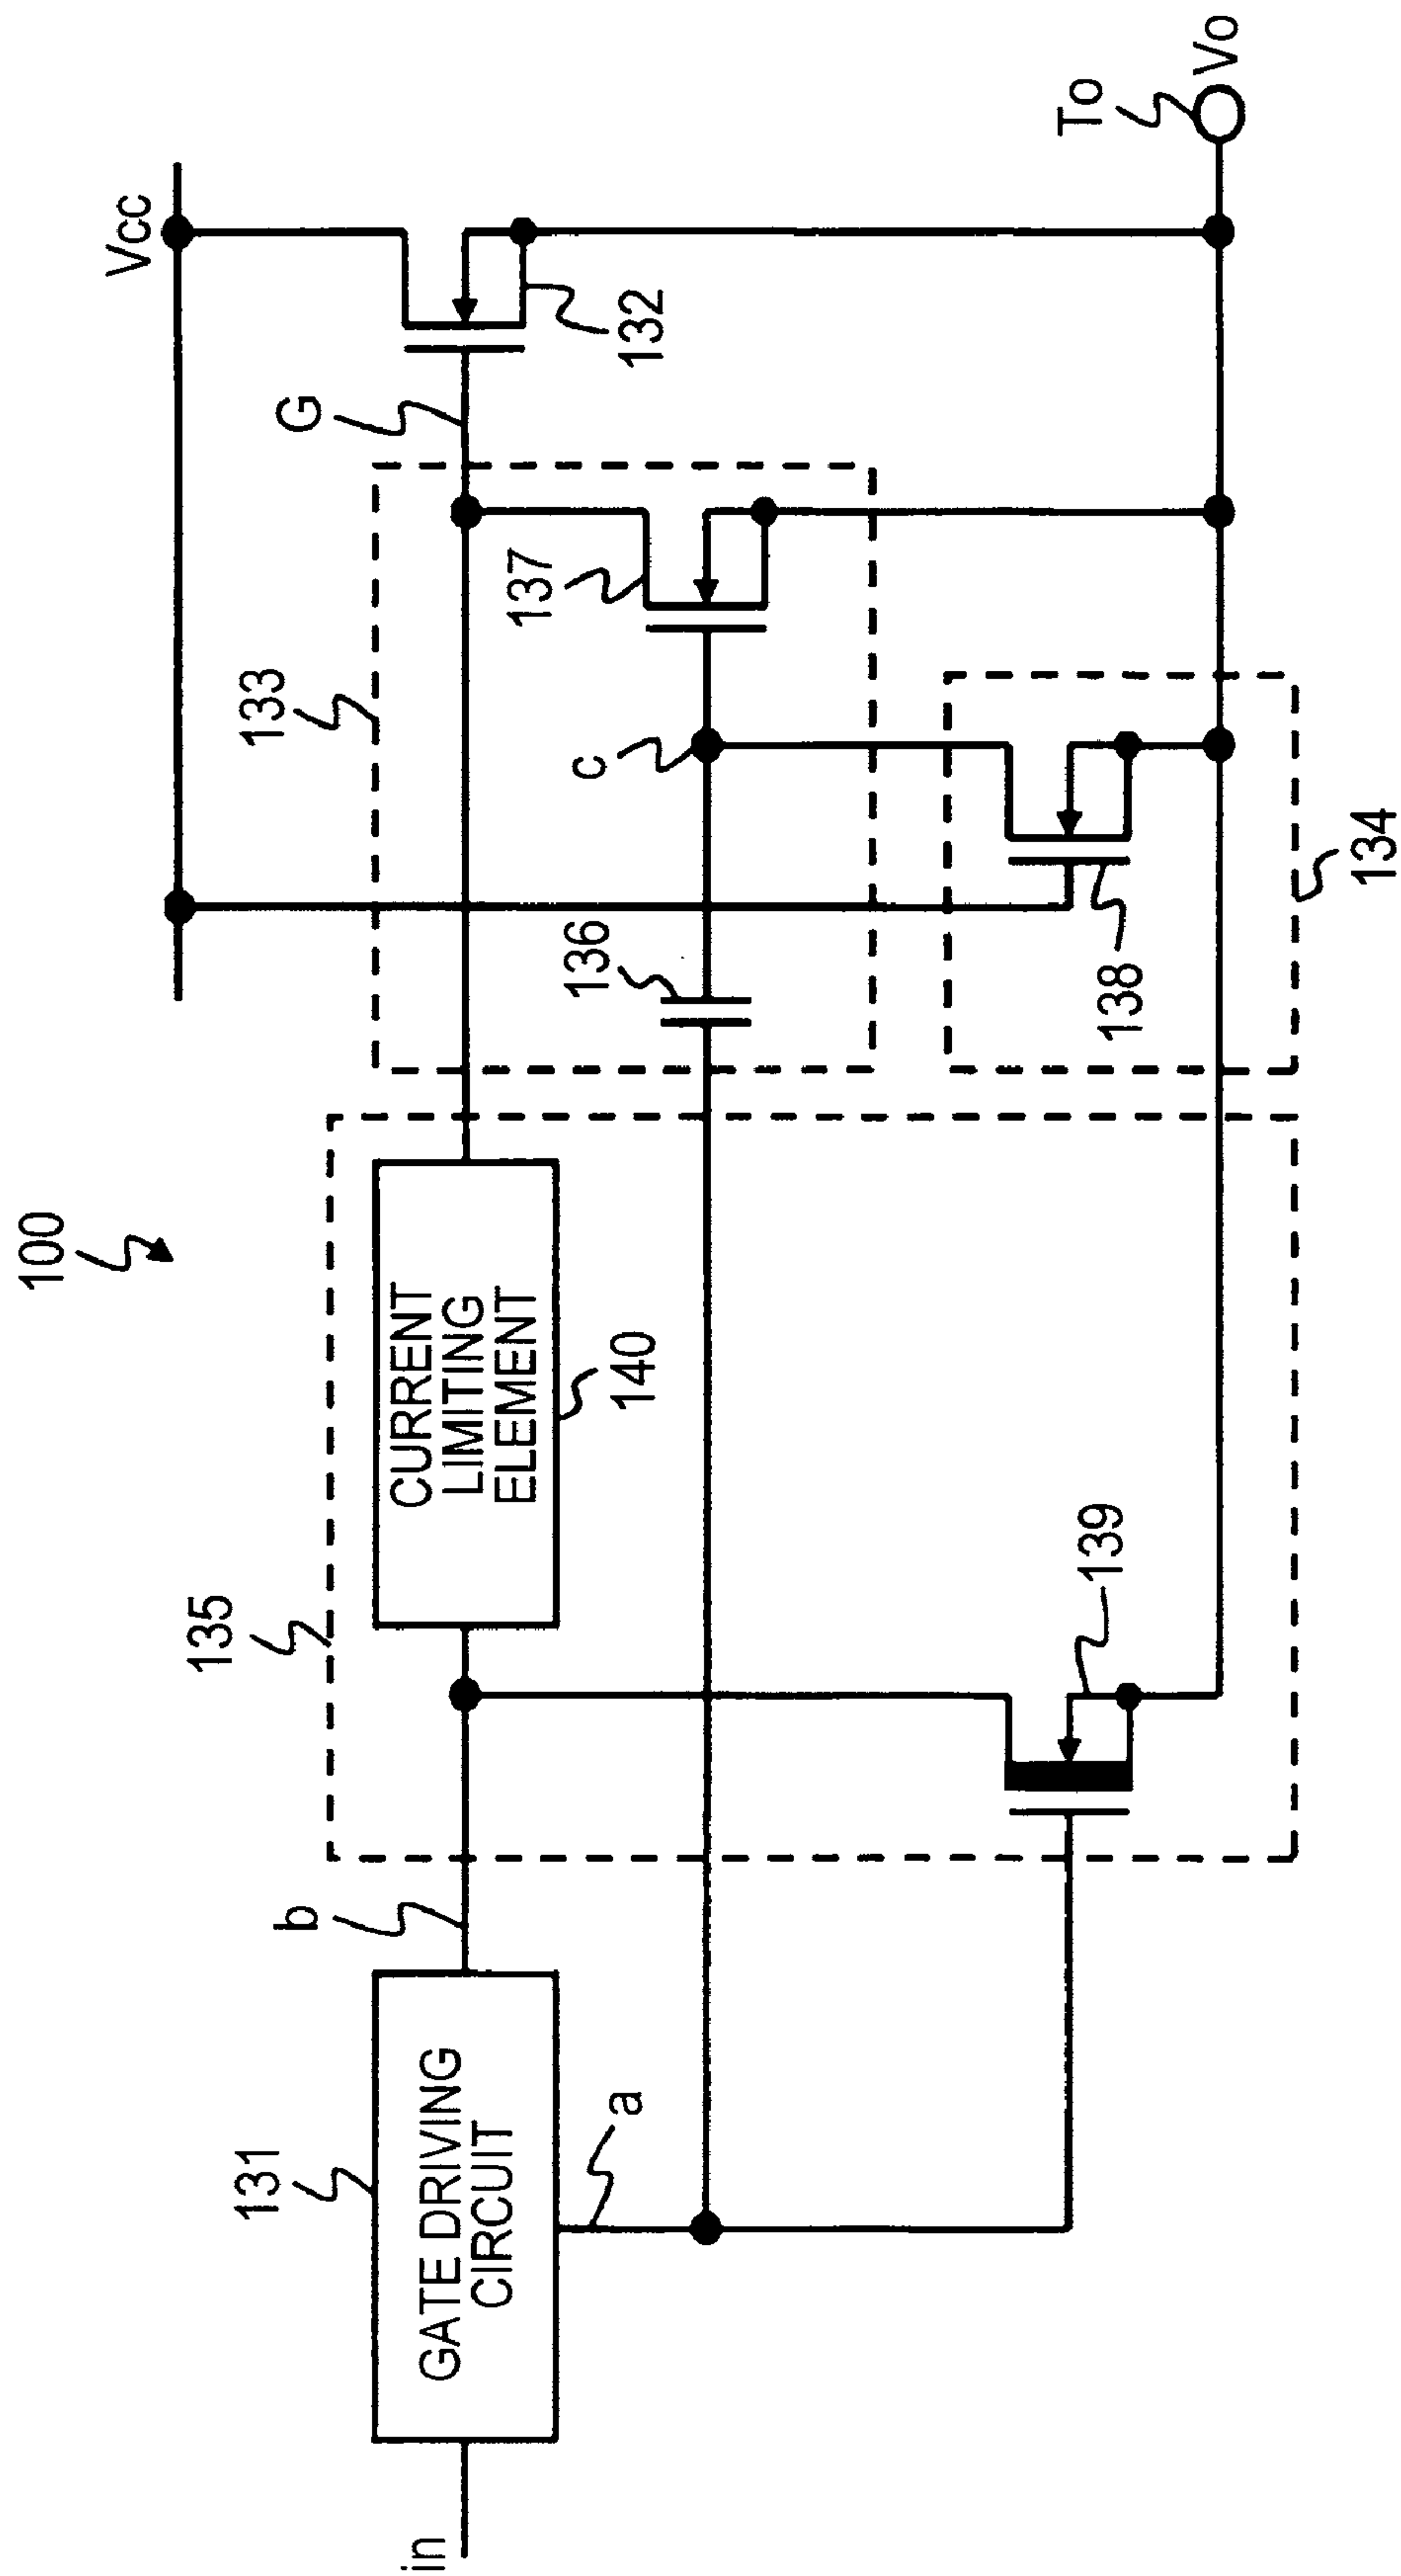 100
Vcc
135
133
G
132
131
in
GATE DRIVING
CIRCUIT
b
CURRENT
LIMITING
ELEMENT
140
136
c
137
a
139
138
134
To
Vo